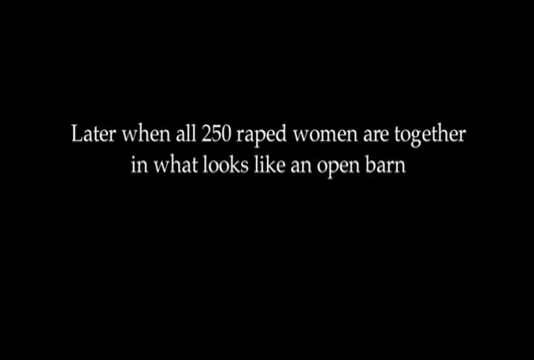 Later when all 250 raped women are together
in what looks like an open barn